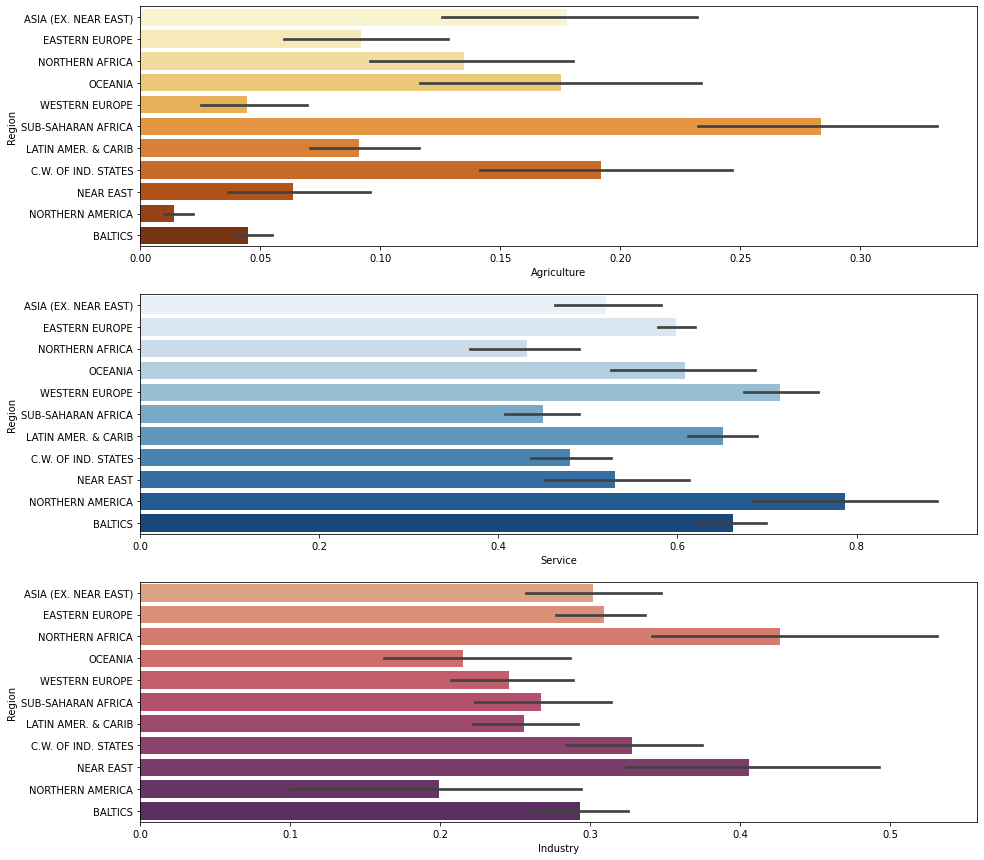 ASIA (EX. NEAR EAST)
EASTERN EUROPE
NORTHERN AFRICA
OCEANIA
WESTERN EUROPE
SUB-SAHARAN AFRICA
LATIN AMER. & CARIB
C.W. OF IND. STATES
NEAR EAST
NORTHERN AMERICA
BALTICS
Region
0.00 0.05 0.10 0.15 0.20 0.25 0.30
Agriculture
ASIA (EX. NEAR EAST)
EASTERN EUROPE
NORTHERN AFRICA
OCEANIA
WESTERN EUROPE
SUB-SAHARAN AFRICA
LATIN AMER. & CARIB
C.W. OF IND. STATES
NEAR EAST
NORTHERN AMERICA
BALTICS
Region
0.0 0.2 0.4 0.6 0.8
Service
ASIA (EX. NEAR EAST)
EASTERN EUROPE
NORTHERN AFRICA
OCEANIA
WESTERN EUROPE
SUB-SAHARAN AFRICA
LATIN AMER. & CARIB
C.W. OF IND. STATES
NEAR EAST
NORTHERN AMERICA
BALTICS
Region
0.0 0.1 0.2 0.3 0.4 0.5
Industry